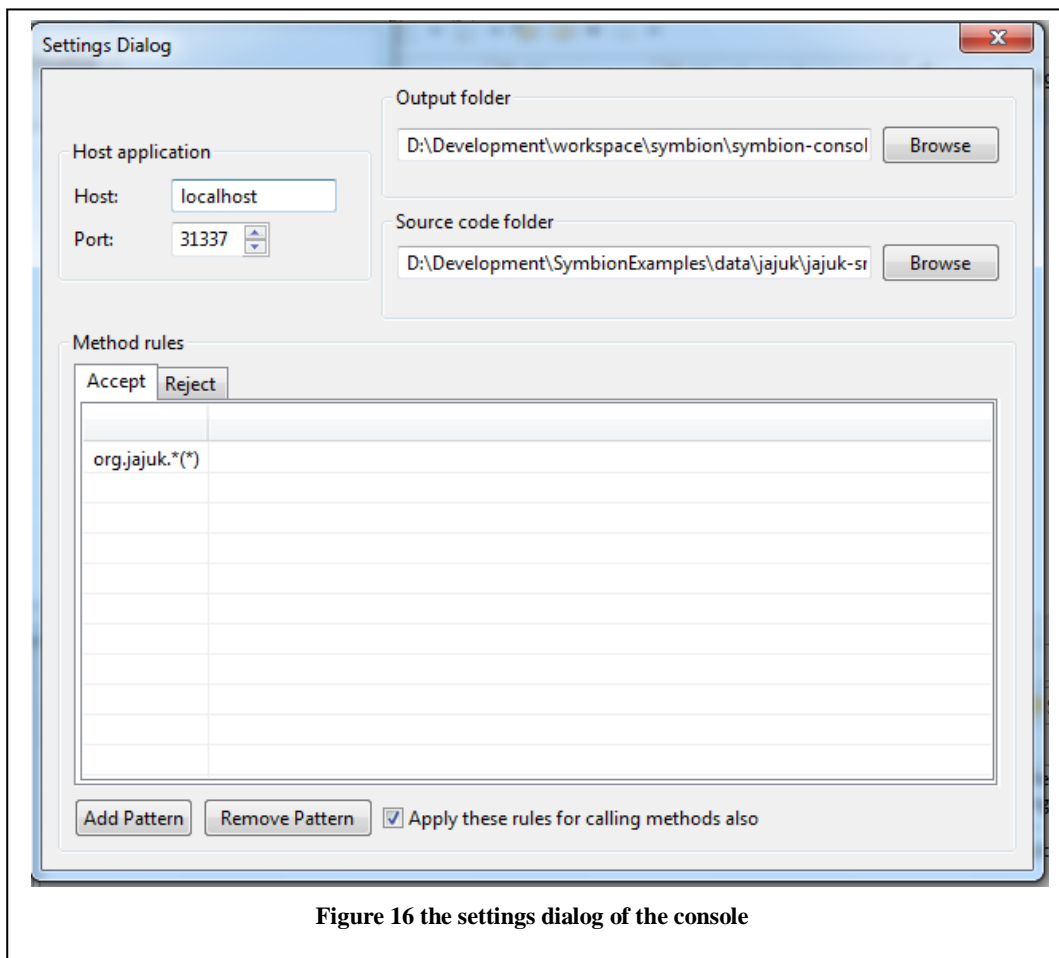 Settings Dialog
Output folder
D:\Development\workspace\symbion\symbion-consol
Browse
Host application
Host:
localhost
Port:
31337
Source code folder
D:\Development\SymbionExamples\data\jajuk\jajuk-sr
Browse
Method rules
Accept
Reject
org.jajuk.*(*)
Add Pattern
Remove Pattern
Apply these rules for calling methods also
Figure 16 the settings dialog of the console